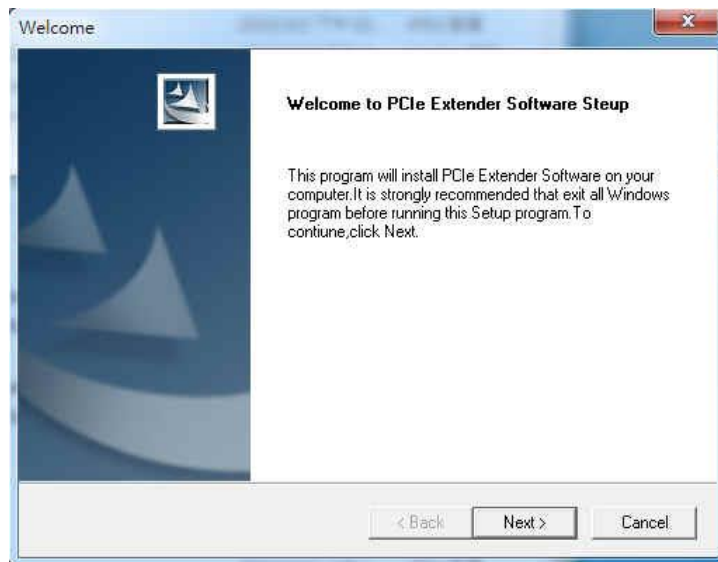 Welcome
Welcome to PCIe Extender Software Steup
This program will install PCIe Extender Software on your
computer.It is strongly recommended that exit all Windows
program before running this Setup program.To
contiune,click Next.
< Back
Next >
Cancel